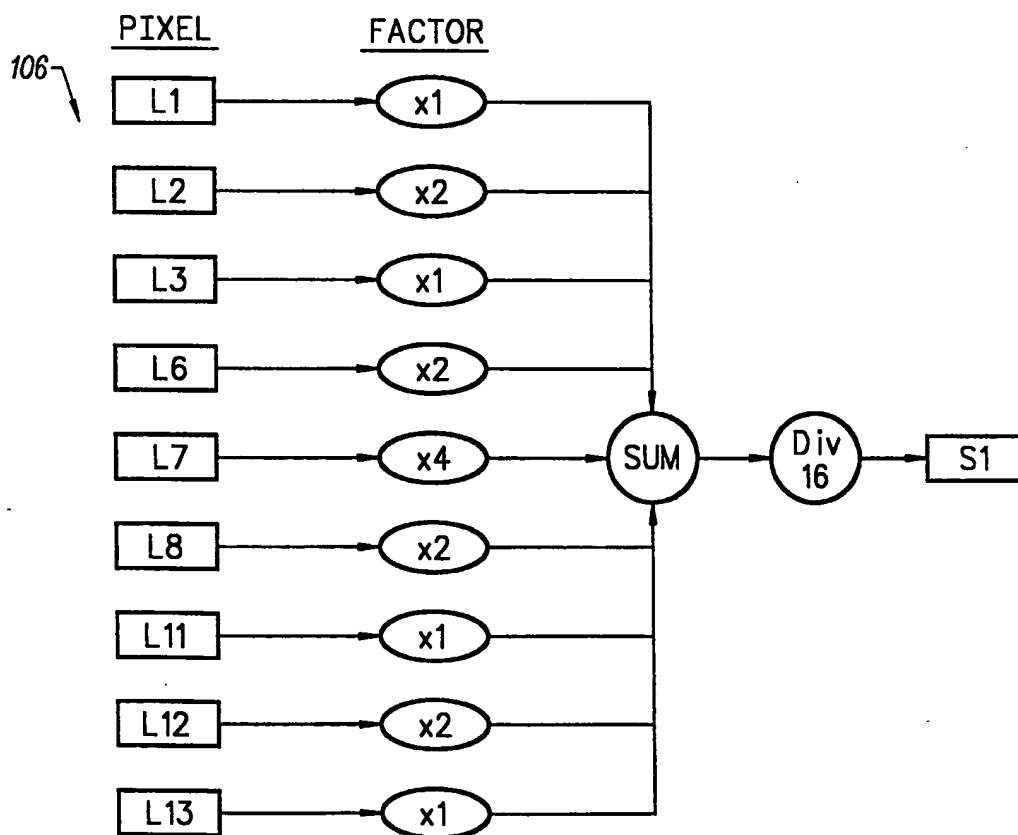 PIXEL FACTOR
106
L1 x1
L2 x2
L3 x1
L6 x2
L7 x4 SUM Div 16 S1
L8 x2
L11 x1
L12 x2
L13 x1